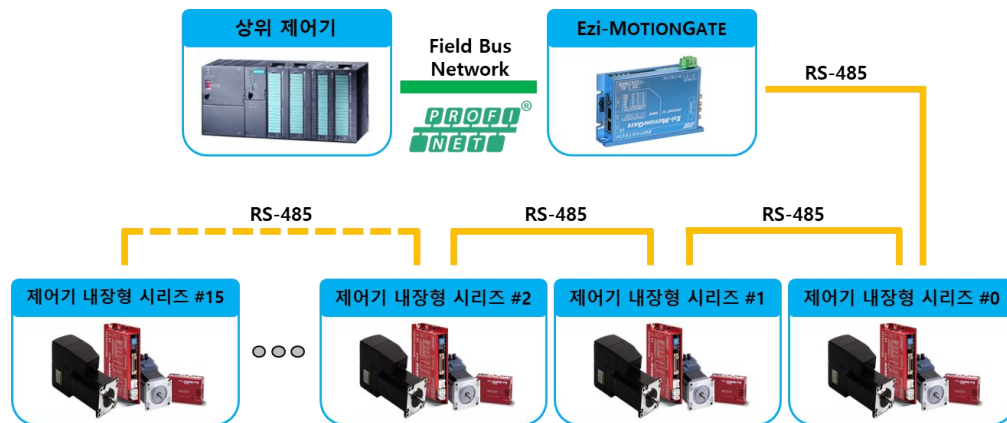 상위 제어기
Field Bus
Network
PROFI
NET®
Ezi-MOTIONGATE
RS-485
RS-485
RS-485
RS-485
제어기 내장형 시리즈 #15
제어기 내장형 시리즈 #2
제어기 내장형 시리즈 #1
제어기 내장형 시리즈 #0
Ezi-MOTIONGATE